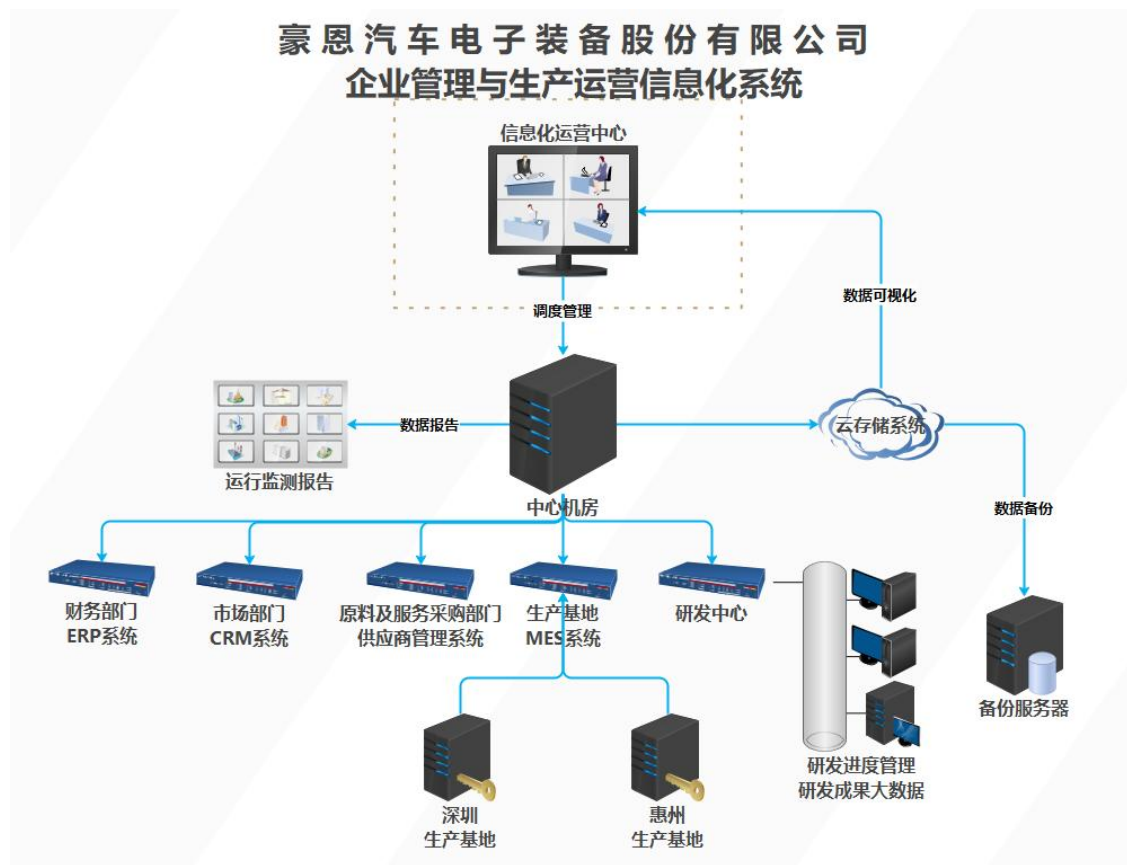 豪恩汽车电子装备股份有限公司
企业管理与生产运营信息化系统
信息化运营中心
调度管理
数据可视化
数据报告
云存储系统
运行监测报告
中心机房
数据备份
财务部门
ERP系统
市场部门
CRM系统
原料及服务采购部门
供应商管理系统
生产基地
MES系统
研发中心
备份服务器
研发进度管理
研发成果大数据
深圳
生产基地
惠州
生产基地